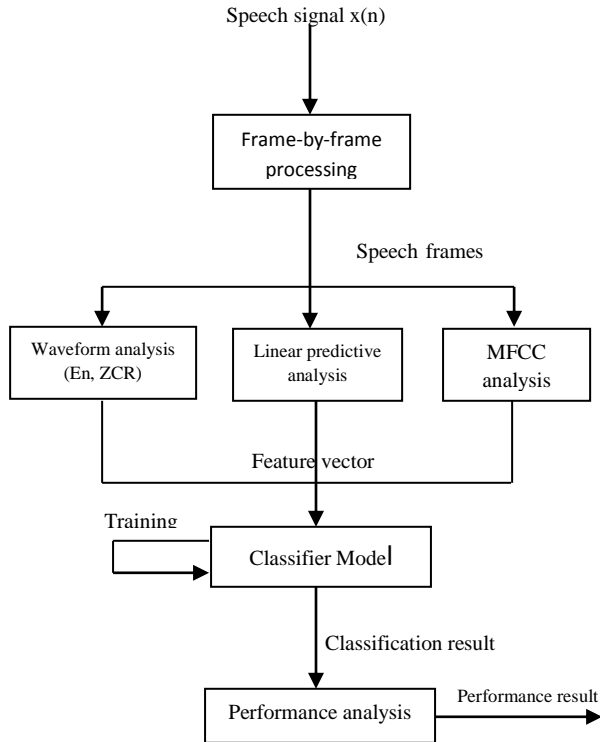 Speech signal x(n)
Frame-by-frame
processing
Speech frames
Waveform analysis
(En, ZCR)
Linear predictive
analysis
MFCC
analysis
Feature vector
Training
Classifier Model
Classification result
Performance analysis
Performance result